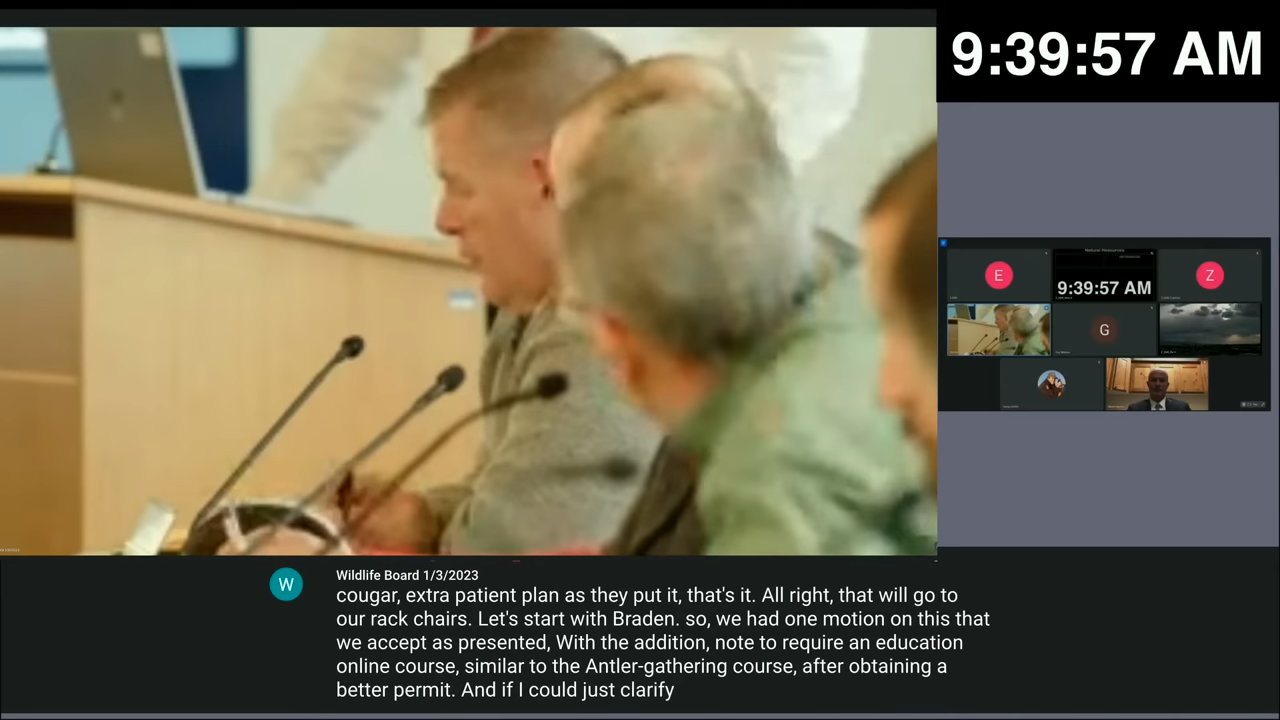 9:39:57 AM
E
9:39:57 AM
Z
G
W
Wildlife Board 1/3/2023
cougar, extra patient plan as they put it, that's it. All right, that will go to
our rack chairs. Let's start with Braden. so, we had one motion on this that
we accept as presented, With the addition, note to require an education
online course, similar to the Antler-gathering course, after obtaining a
better permit. And if I could just clarify